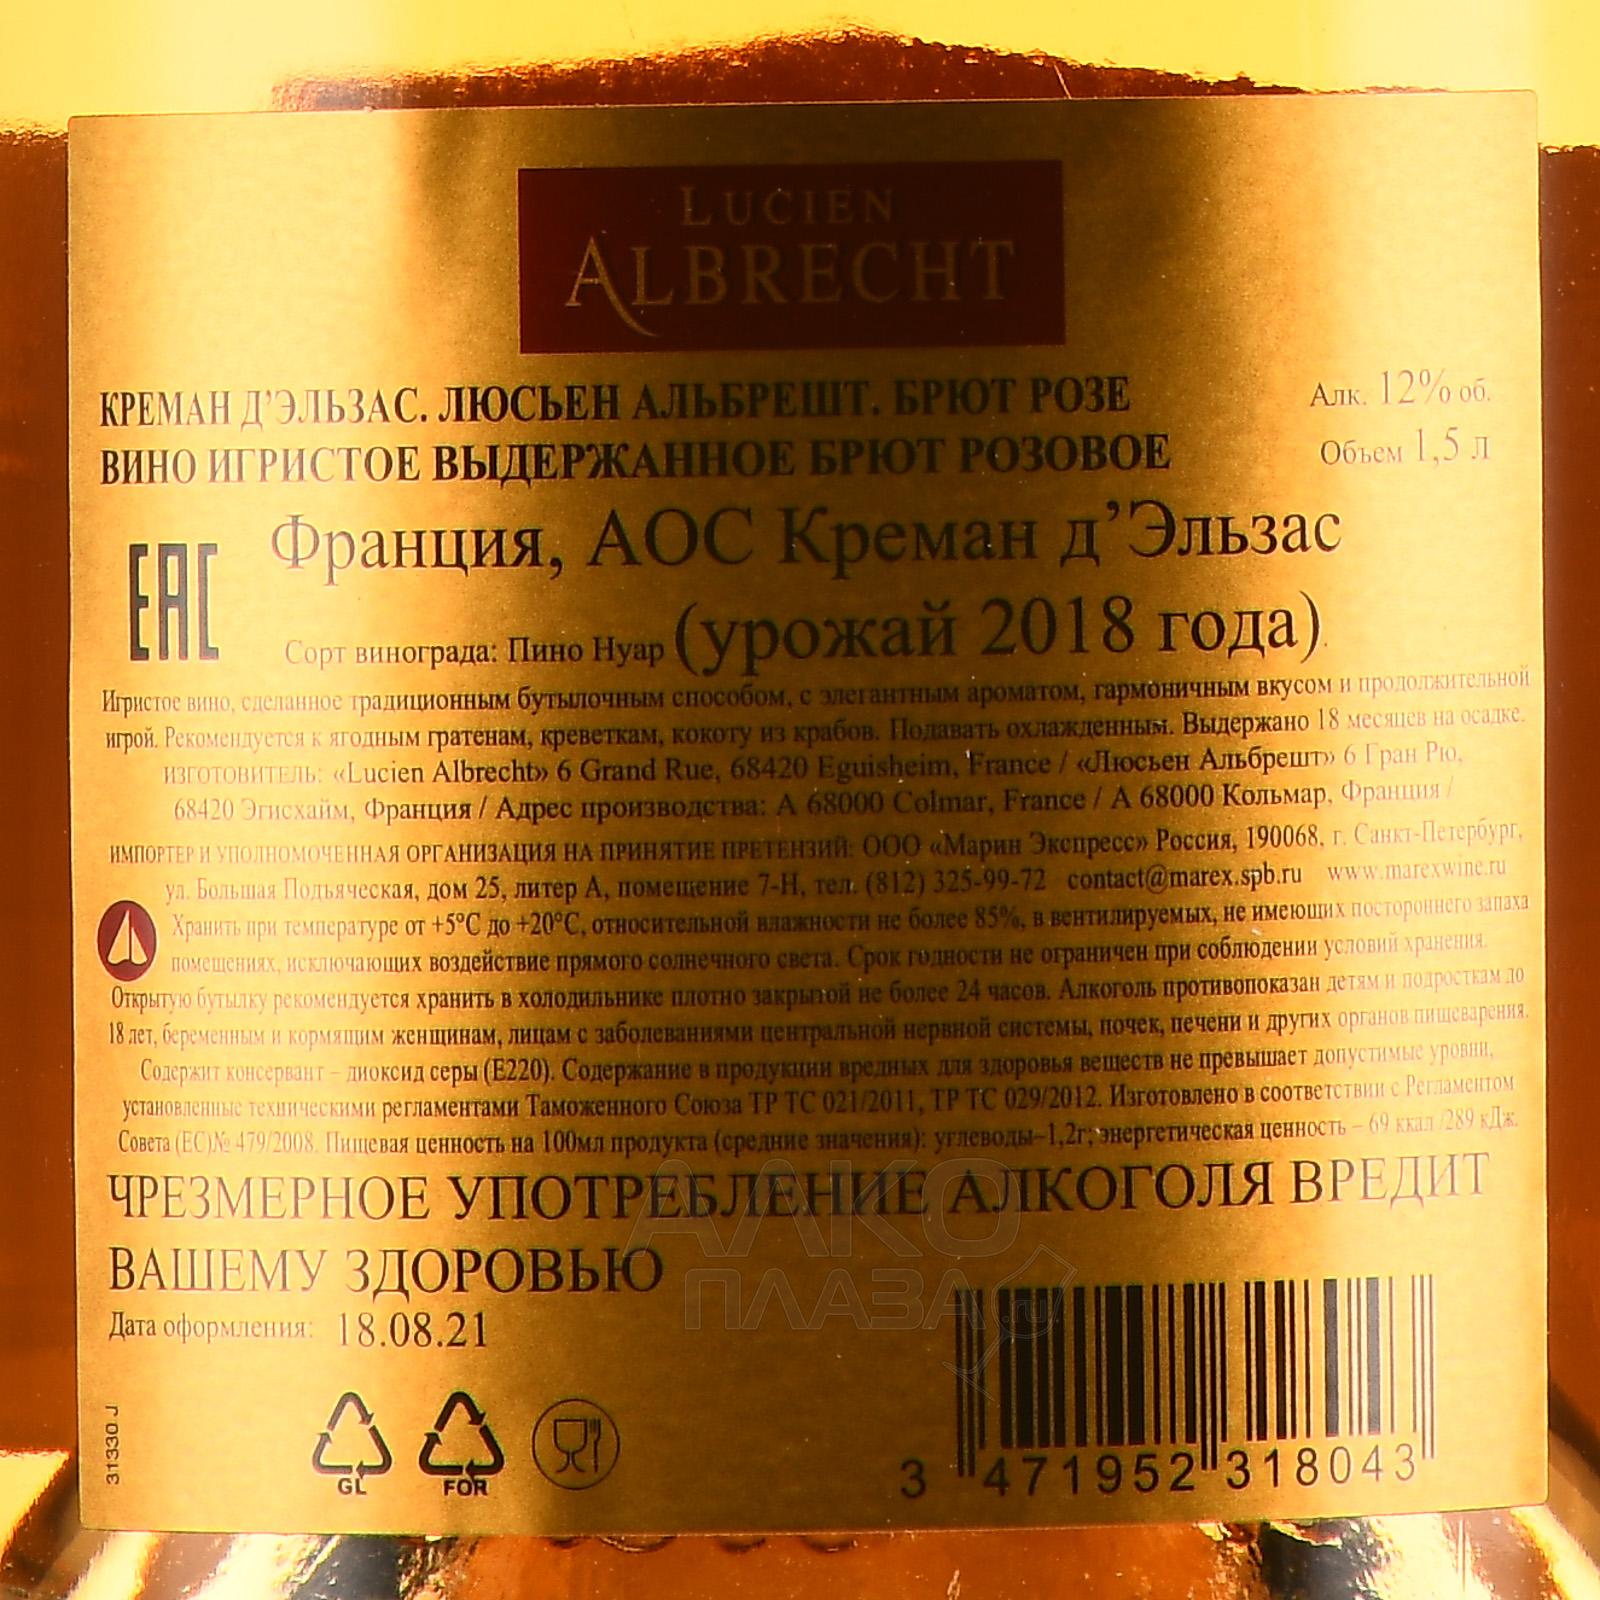 LUCIEN
ALBRECHT
КРЕМАН Д’ЭЛЬЗАС. ЛЮСЬЕН АЛЬБРЕШТ. БРЮТ РОЗЕ
Алк. 12% об.
ВИНО ИГРИСТОЕ ВЫДЕРЖАННОЕ БРЮТ РОЗОВОЕ
Объем 1,5 л
EAC
Франция, АОС Креман д’Эльзас
Сорт винограда: Пино Нуар (урожай 2018 года)
Игристое вино, сделанное традиционным бутылочным способом, с элегантным ароматом, гармоничным вкусом и продолжительной
игрой. Рекомендуется к ягодным гратенам, креветкам, кокоту из крабов. Подавать охлажденным. Выдержано 18 месяцев на осадке.
ИЗГОТОВИТЕЛЬ: «Lucien Albrecht» 6 Grand Rue, 68420 Eguisheim, France / «Люсьен Альбрешт» 6 Гран Рю,
68420 Эгисхайм, Франция / Адрес производства: А 68000 Colmar, France / А 68000 Кольмар, Франция /
ИМПОРТЕР И УПОЛНОМОЧЕННАЯ ОРГАНИЗАЦИЯ НА ПРИНЯТИЕ ПРЕТЕНЗИЙ: ООО «Марин Экспресс» Россия, 190068, г. Санкт-Петербург,
ул. Большая Подъяческая, дом 25, литер А, помещение 7-Н, тел. (812) 325-99-72 contact@marex.spb.ru www.marexwine.ru
Хранить при температуре от +5°С до +20°С, относительной влажности не более 85%, в вентилируемых, не имеющих постороннего запаха
помещениях, исключающих воздействие прямого солнечного света. Срок годности не ограничен при соблюдении условий хранения.
Открытую бутылку рекомендуется хранить в холодильнике плотно закрытой не более 24 часов. Алкоголь противопоказан детям и подросткам до
18 лет, беременным и кормящим женщинам, лицам с заболеваниями центральной нервной системы, почек, печени и других органов пищеварения.
Содержит консервант – диоксид серы (Е220). Содержание в продукции вредных для здоровья веществ не превышает допустимые уровни,
установленные техническими регламентами Таможенного Союза ТР ТС 021/2011, ТР ТС 029/2012. Изготовлено в соответствии с Регламентом
Совета (ЕС)№ 479/2008. Пищевая ценность на 100мл продукта (средние значения): углеводы–1,2г; энергетическая ценность – 69 ккал /289 кДж.
ЧРЕЗМЕРНОЕ УПОТРЕБЛЕНИЕ АЛКОГОЛЯ ВРЕДИТ
ВАШЕМУ ЗДОРОВЬЮ
АЛКО
ПЛАЗА.ru
Дата оформления: 18.08.21
31330 J
GL
FOR
3 471952 318043